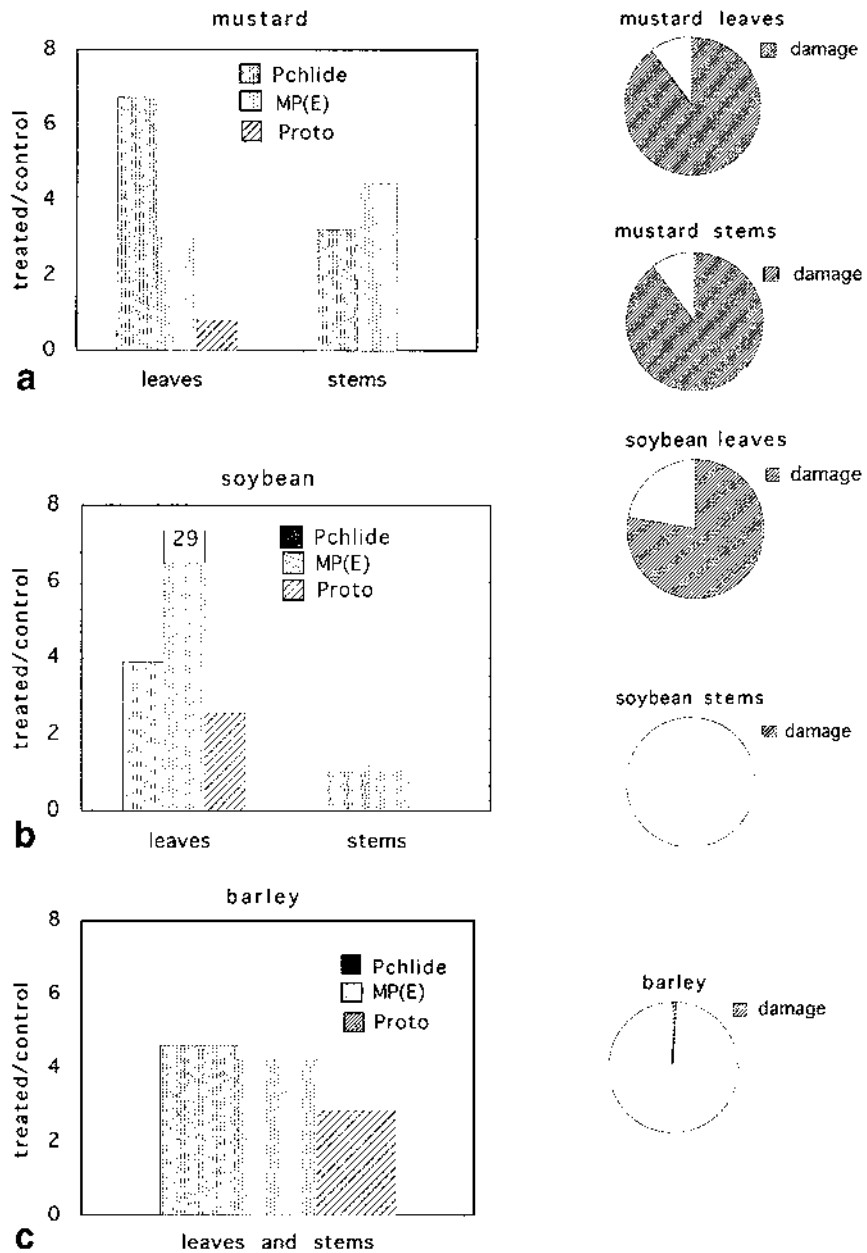 mustard
8
6
4
2
0
treated/control
Pchlide
MP(E)
Proto
leaves
stems
a
mustard leaves
damage
mustard stems
damage
soybean
8
6
4
2
0
treated/control
29
Pchlide
MP(E)
Proto
leaves
stems
b
soybean leaves
damage
soybean stems
damage
barley
8
6
4
2
0
treated/control
Pchlide
MP(E)
Proto
leaves and stems
c
barley
damage